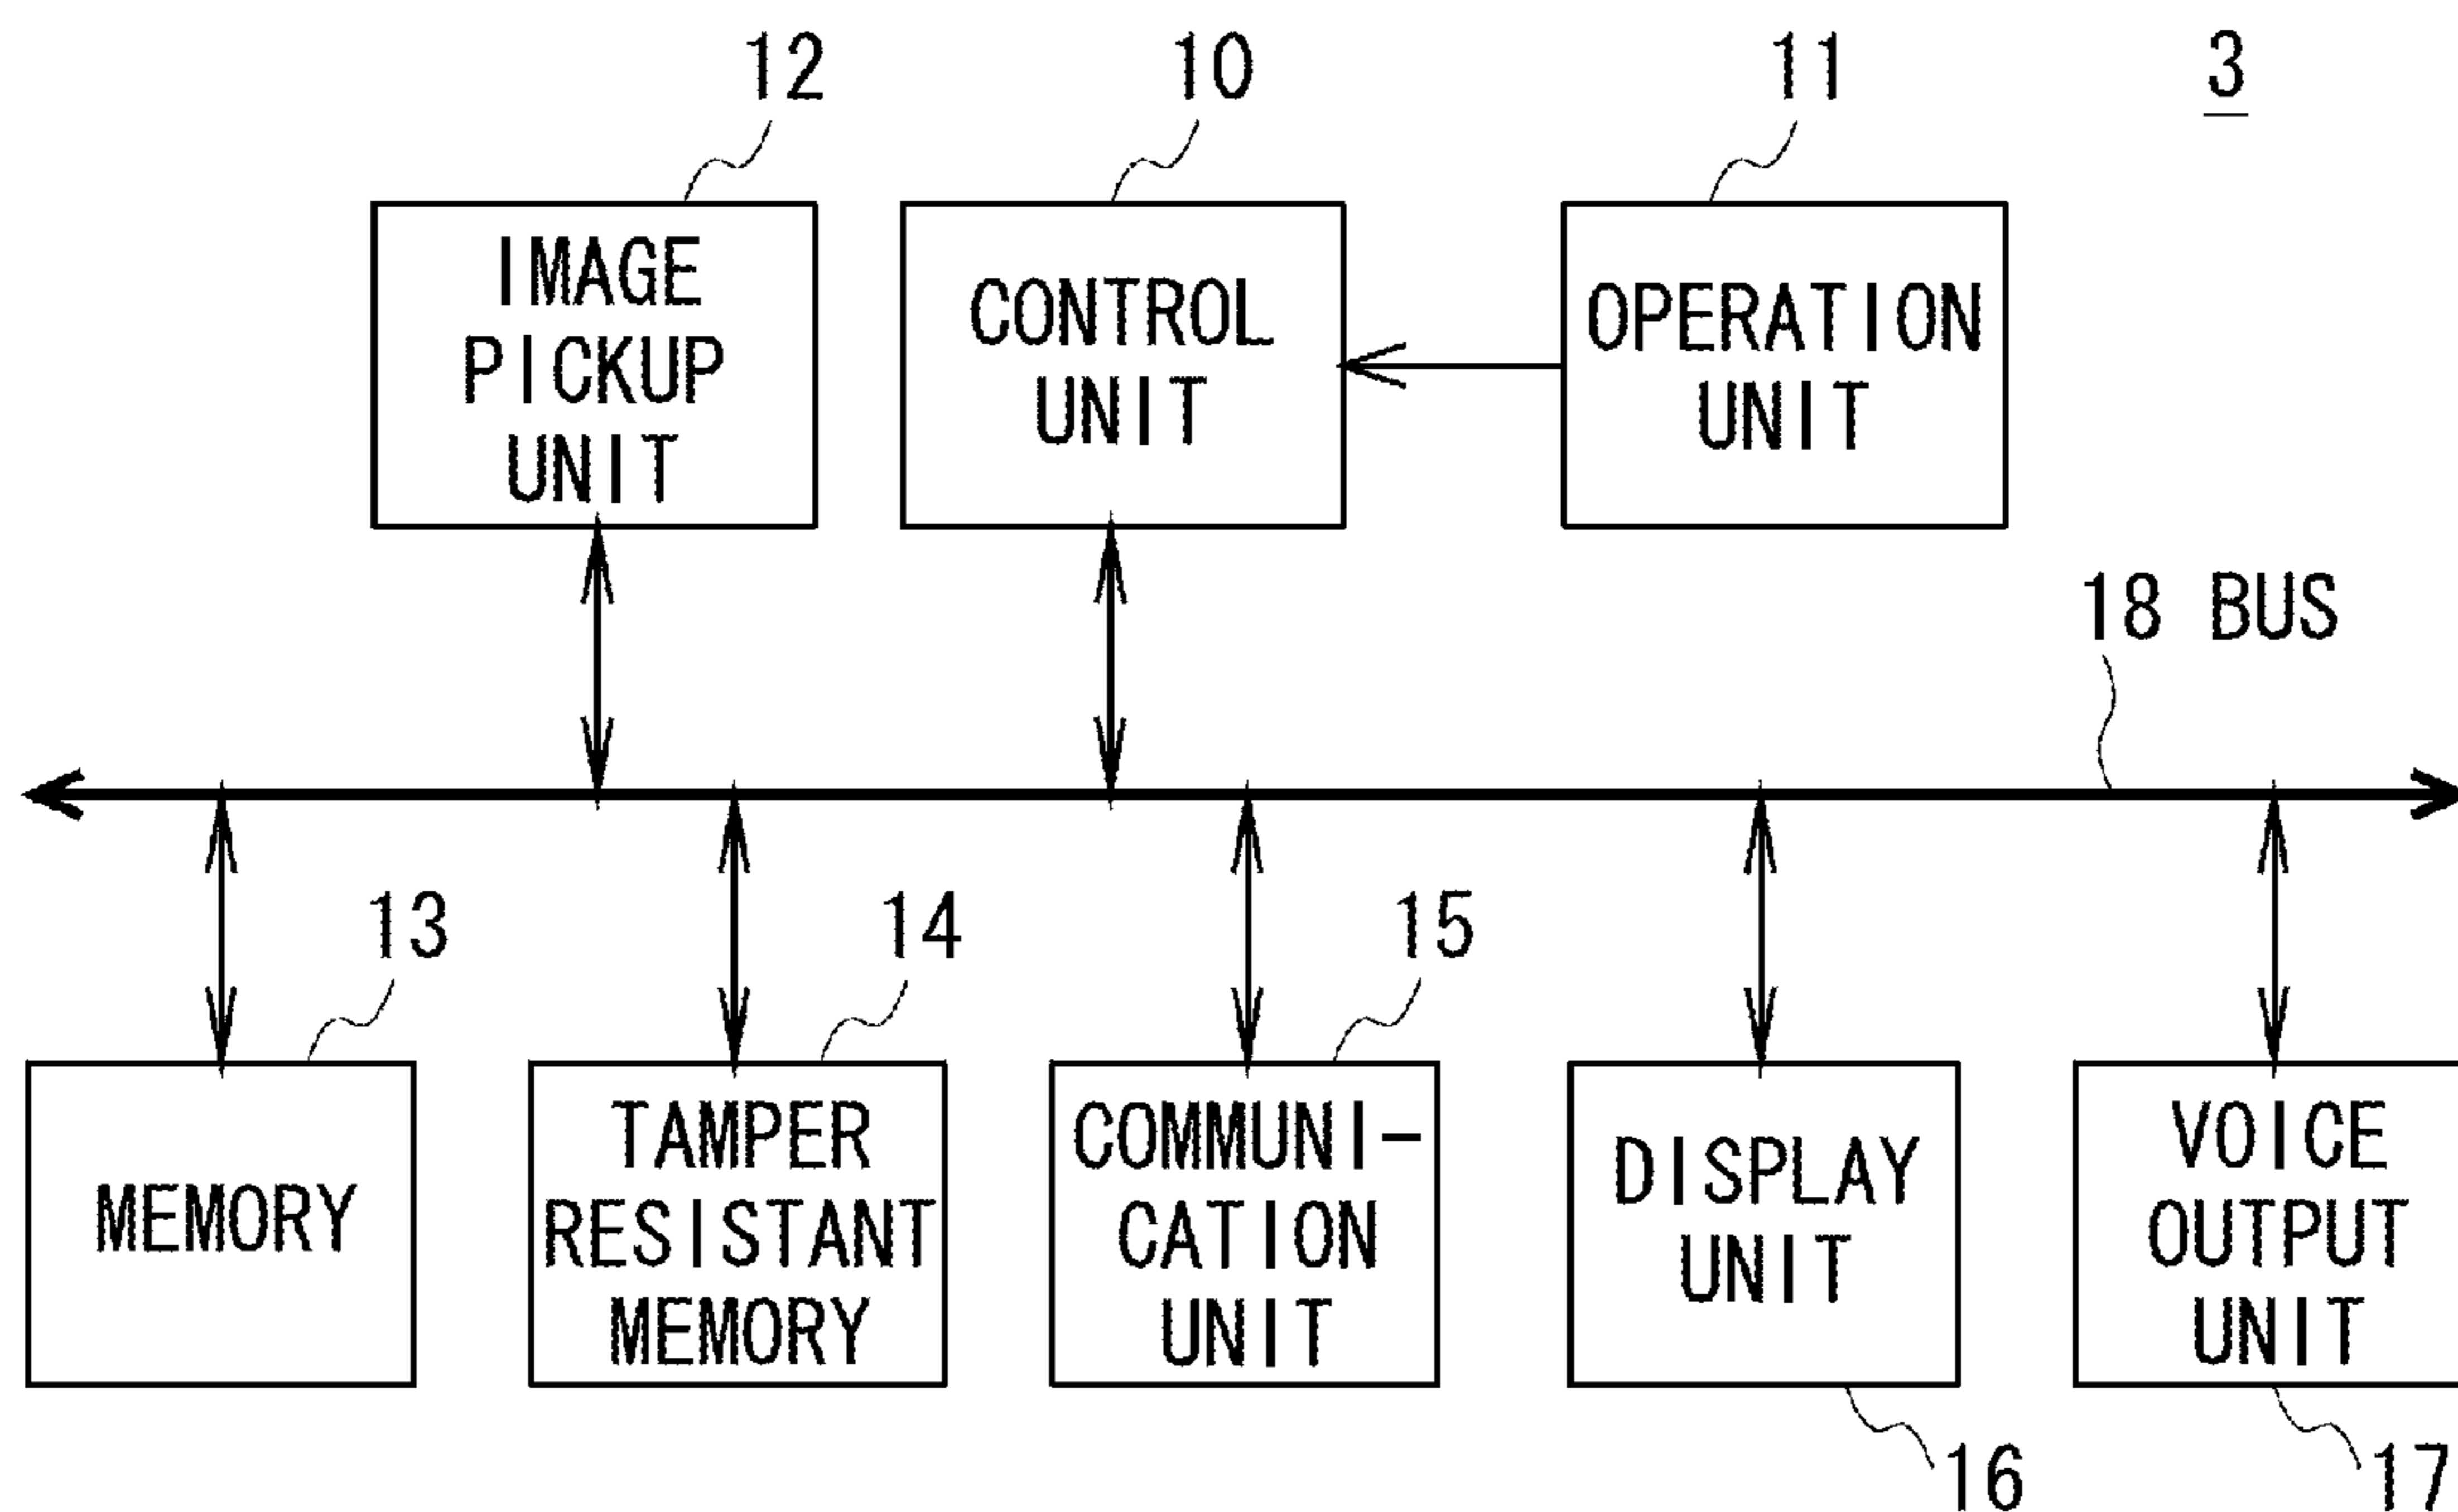 12
10
11
3
IMAGE
PICKUP
UNIT
CONTROL
UNIT
OPERATION
UNIT
18 BUS
13
14
15
MEMORY
TAMPER
RESISTANT
MEMORY
COMMUNI-
CATION
UNIT
DISPLAY
UNIT
VOICE
OUTPUT
UNIT
16
17